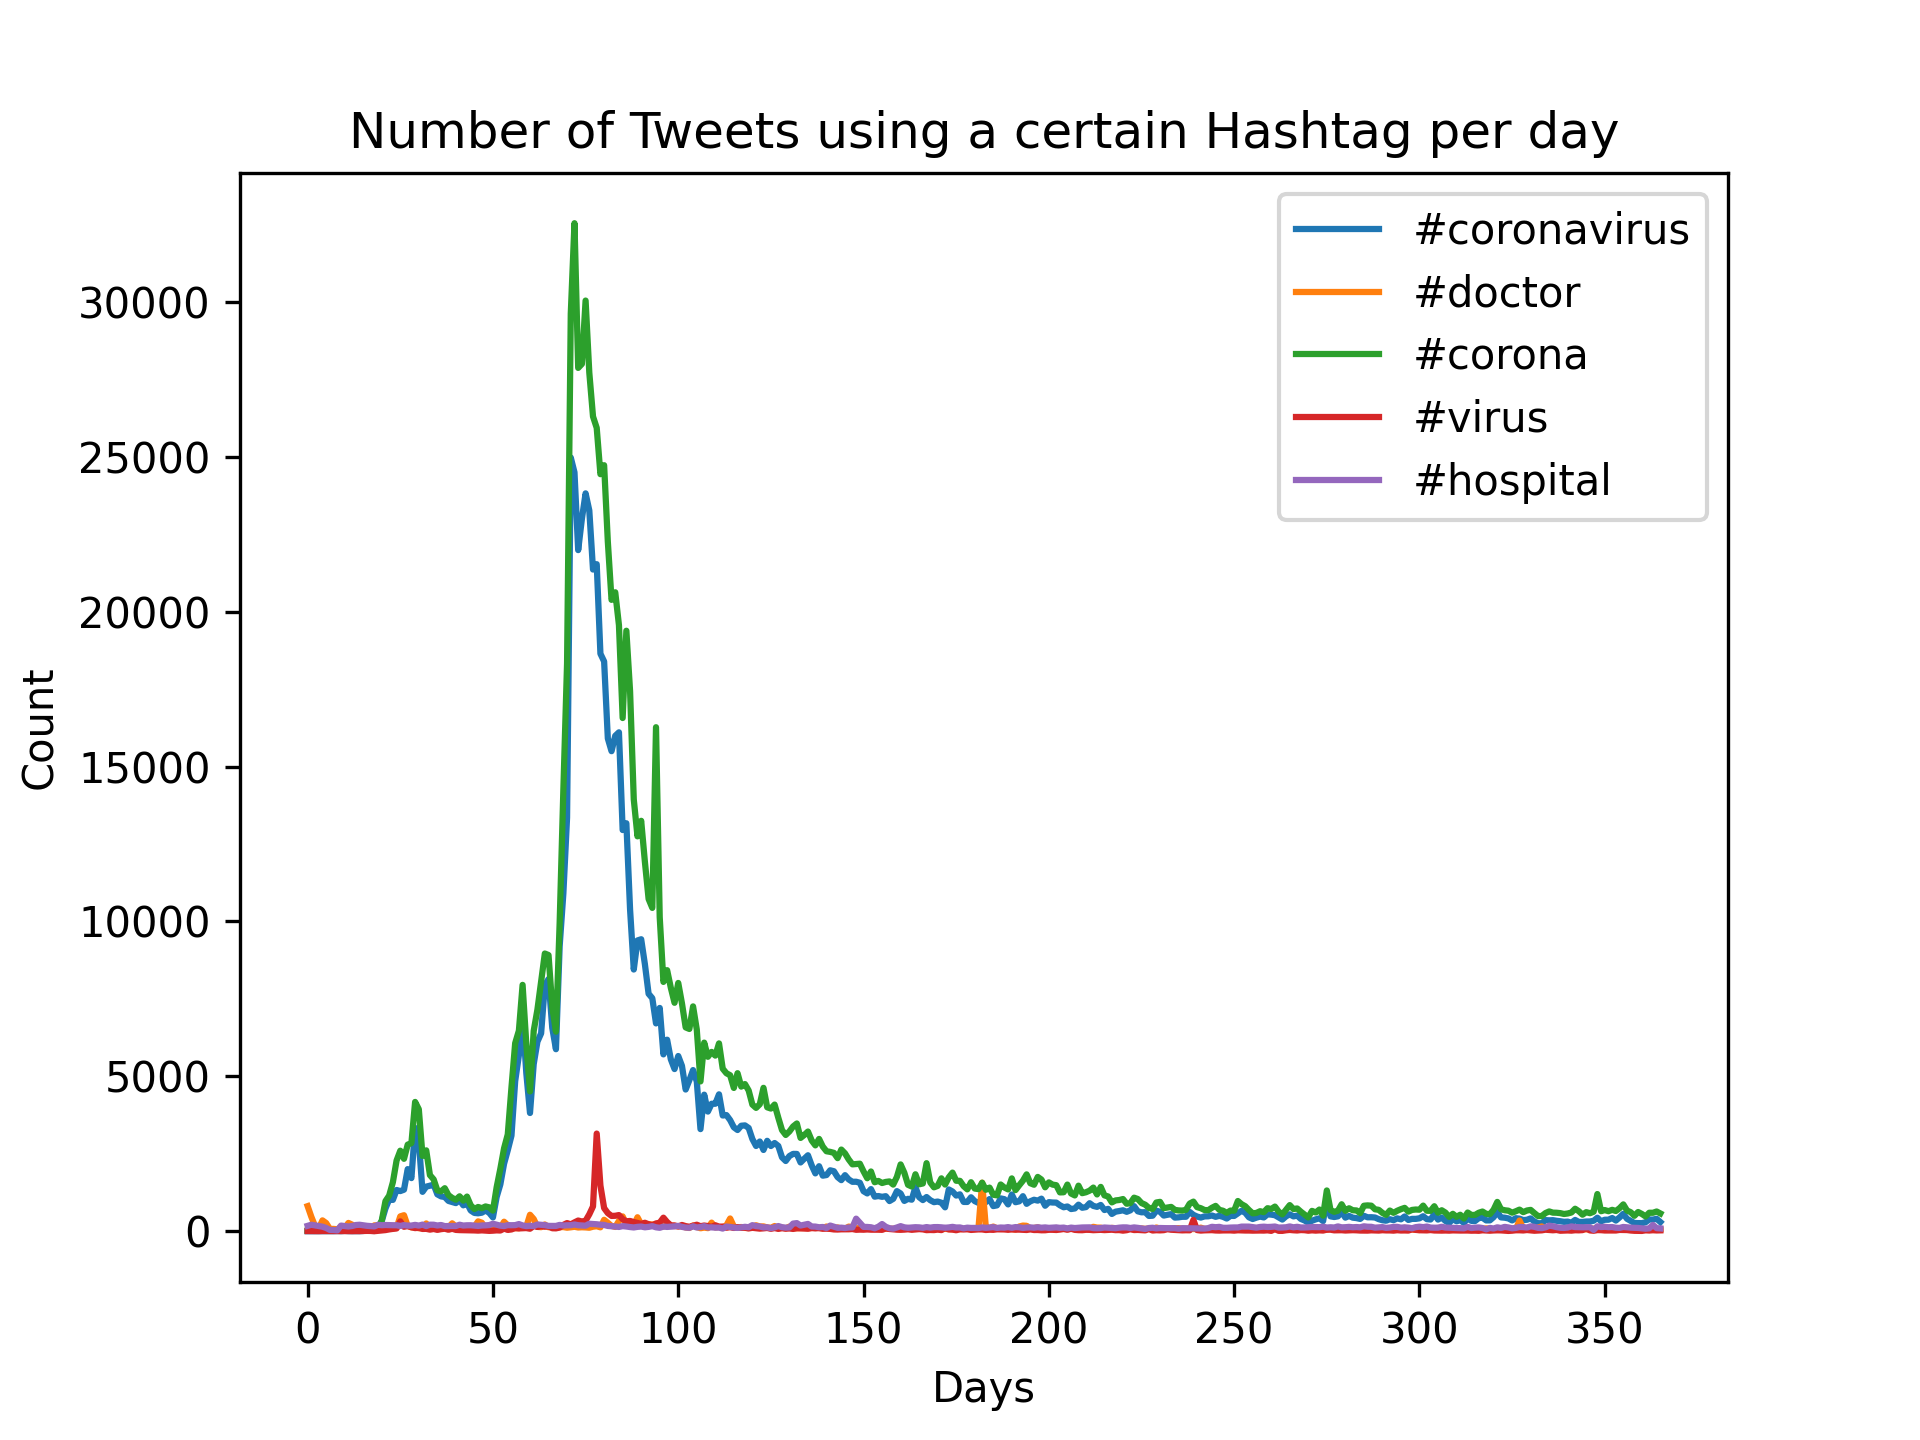 Number of Tweets using a certain Hashtag per day
#coronavirus
#doctor
#corona
#virus
#hospital
Count
30000
25000
20000
15000
10000
5000
0
0 50 100 150 200 250 300 350
Days